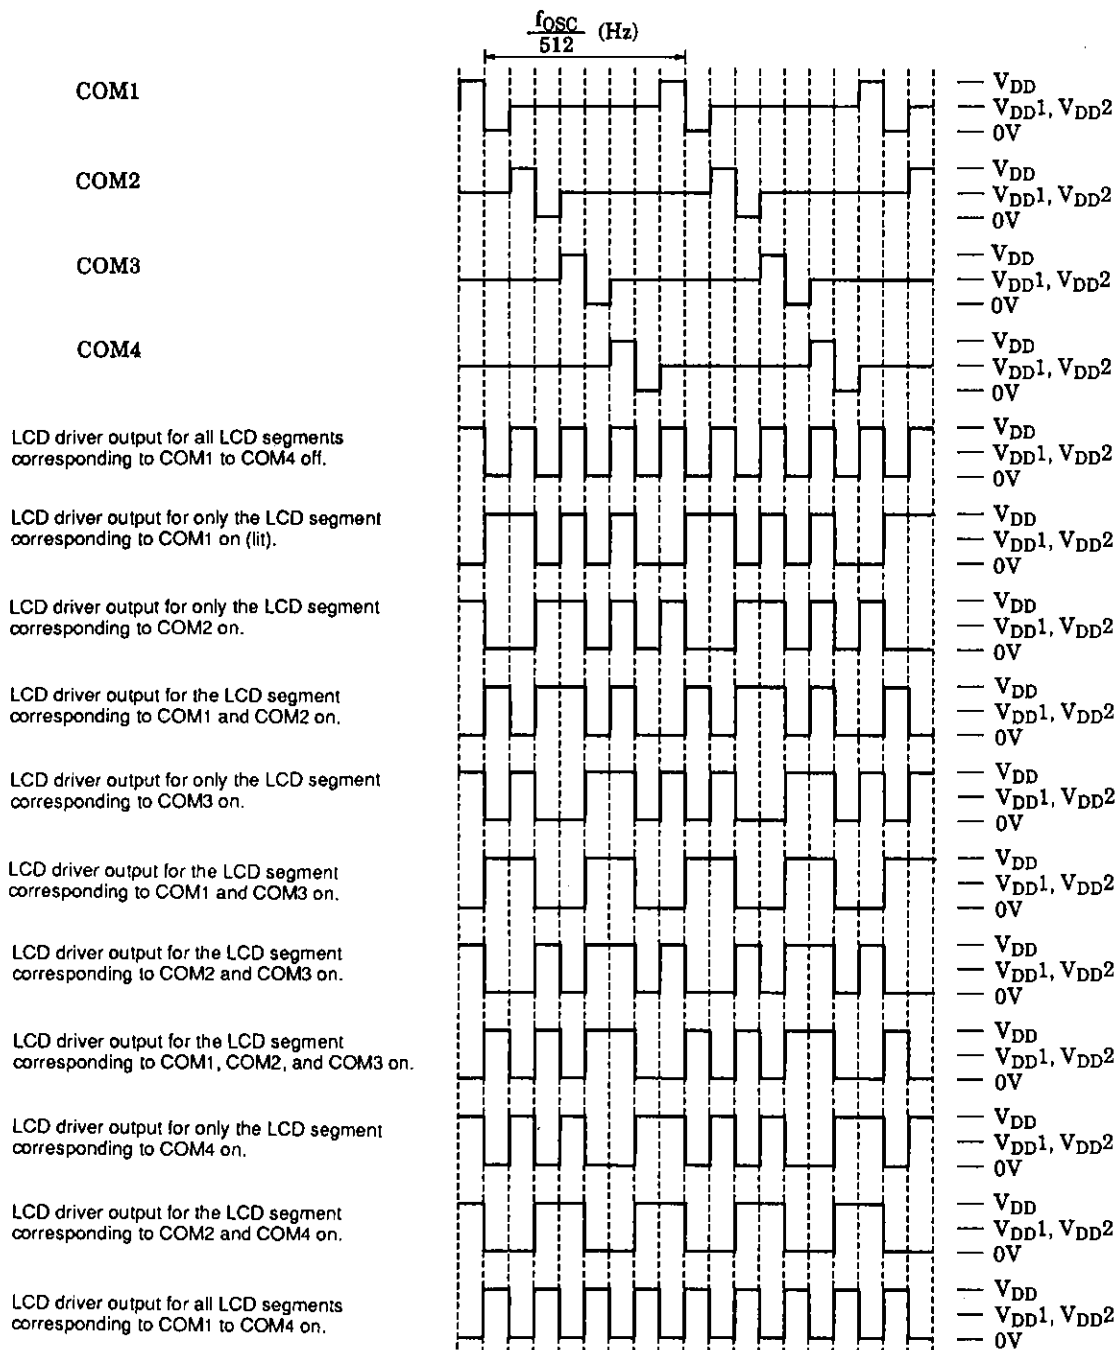 fOSC
512 (Hz)
COM1
VDD
VDD1, VDD2
0V
COM2
VDD
VDD1, VDD2
0V
COM3
VDD
VDD1, VDD2
0V
COM4
VDD
VDD1, VDD2
0V
LCD driver output for all LCD segments
corresponding to COM1 to COM4 off.
VDD
VDD1, VDD2
0V
LCD driver output for only the LCD segment
corresponding to COM1 on (lit).
VDD
VDD1, VDD2
0V
LCD driver output for only the LCD segment
corresponding to COM2 on.
VDD
VDD1, VDD2
0V
LCD driver output for the LCD segment
corresponding to COM1 and COM2 on.
VDD
VDD1, VDD2
0V
LCD driver output for only the LCD segment
corresponding to COM3 on.
VDD
VDD1, VDD2
0V
LCD driver output for the LCD segment
corresponding to COM1 and COM3 on.
VDD
VDD1, VDD2
0V
LCD driver output for the LCD segment
corresponding to COM2 and COM3 on.
VDD
VDD1, VDD2
0V
LCD driver output for the LCD segment
corresponding to COM1, COM2, and COM3 on.
VDD
VDD1, VDD2
0V
LCD driver output for only the LCD segment
corresponding to COM4 on.
VDD
VDD1, VDD2
0V
LCD driver output for the LCD segment
corresponding to COM2 and COM4 on.
VDD
VDD1, VDD2
0V
LCD driver output for all LCD segments
corresponding to COM1 to COM4 on.
VDD
VDD1, VDD2
0V